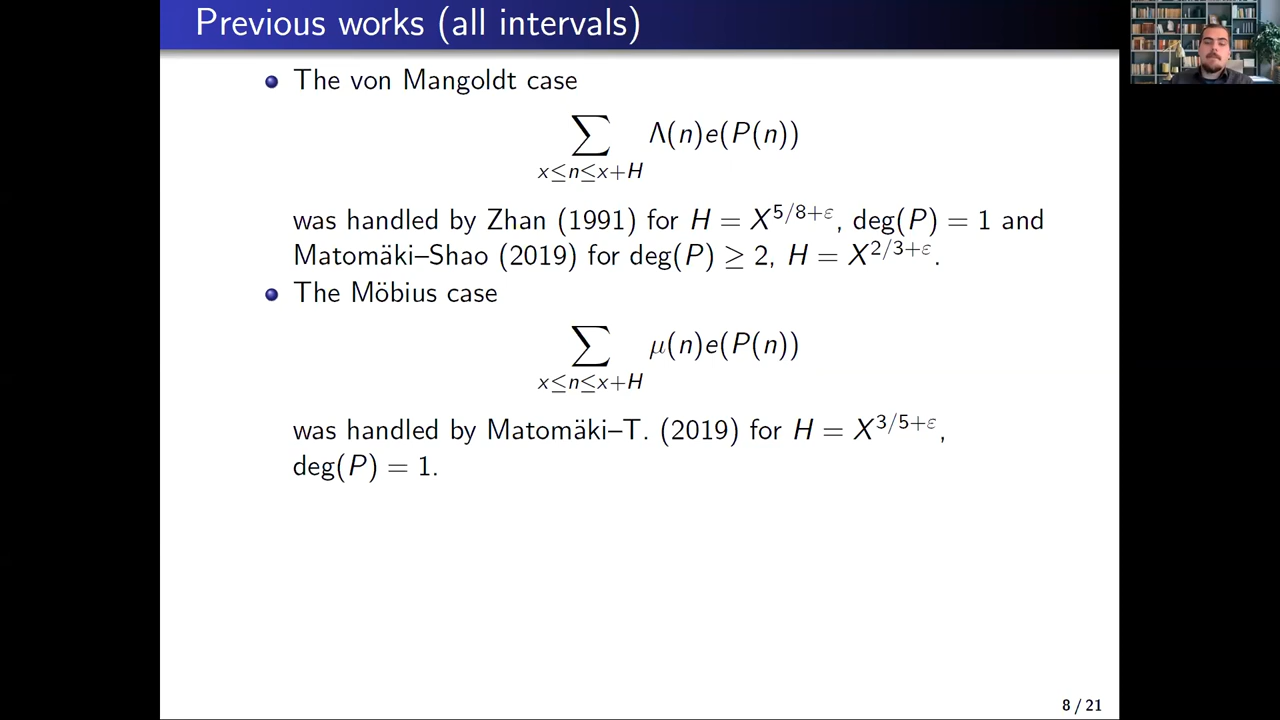 Previous works (all intervals)
The von Mangoldt case
∑ Λ(n)e(P(n))
x≤n≤x+H
was handled by Zhan (1991) for H = X^{5/8+ε}, deg(P) = 1 and
Matomäki–Shao (2019) for deg(P) ≥ 2, H = X^{2/3+ε}.
The Möbius case
∑ μ(n)e(P(n))
x≤n≤x+H
was handled by Matomäki–T. (2019) for H = X^{3/5+ε},
deg(P) = 1.
8 / 21